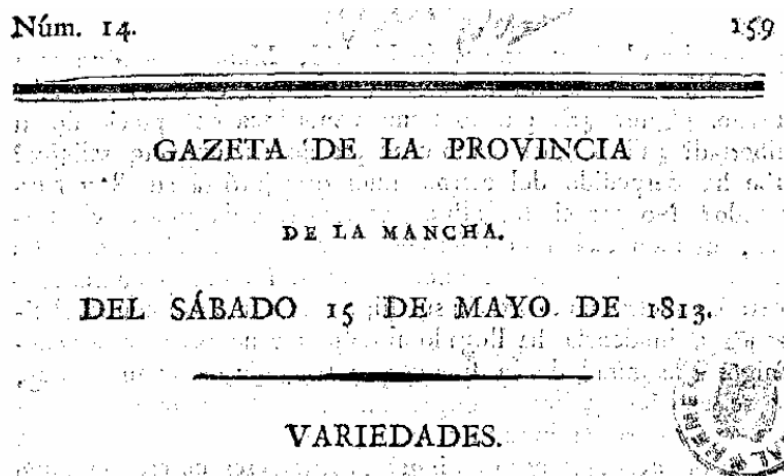 Núm. 14. 159
GAZETA DE LA PROVINCIA
DE LA MANCHA.
DEL SÁBADO 15 DE MAYO DE 1813.
VARIEDADES.